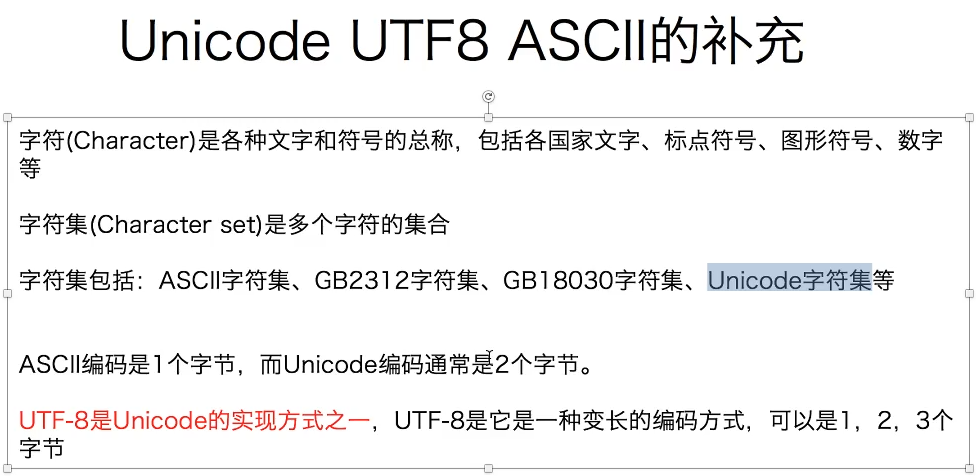 Unicode UTF8 ASCII的补充
字符(Character)是各种文字和符号的总称，包括各国家文字、标点符号、图形符号、数字
等
字符集(Character set)是多个字符的集合
字符集包括：ASCII字符集、GB2312字符集、GB18030字符集、Unicode字符集等
ASCII编码是1个字节，而Unicode编码通常是2个字节。
UTF-8是Unicode的实现方式之一，UTF-8是它是一种变长的编码方式，可以是1，2，3个
字节